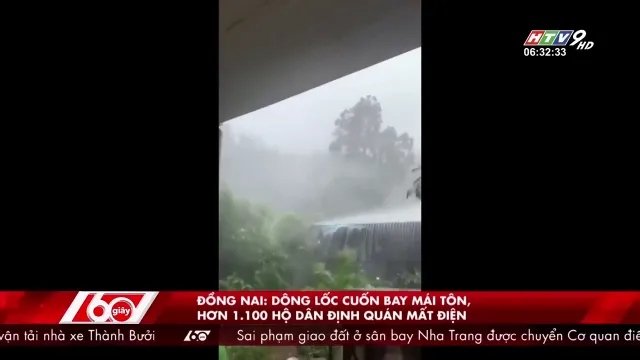 HTV9 HD
06:32:33
60 giây
ĐỒNG NAI: DÔNG LỐC CUỐN BAY MÁI TÔN,
HƠN 1.100 HỘ DÂN ĐỊNH QUÁN MẤT ĐIỆN
vận tải nhà xe Thành Bưởi 60giây Sai phạm giao đất ở sân bay Nha Trang được chuyển Cơ quan điề